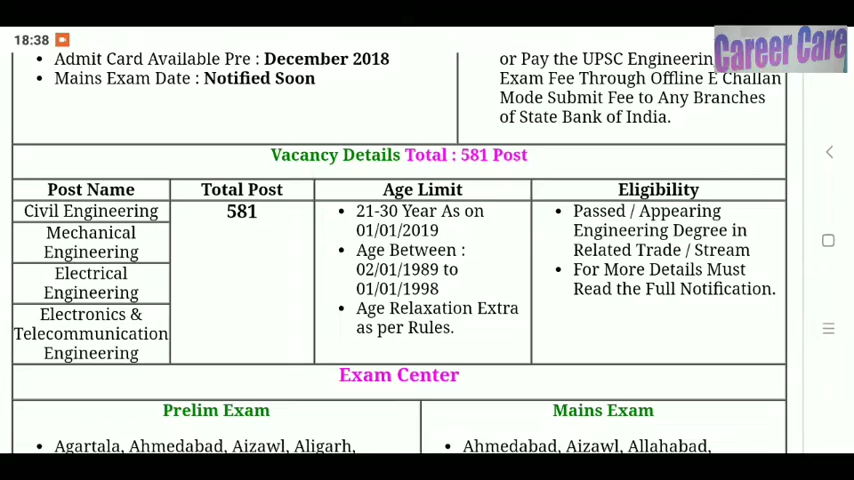 18:38
Career Care
• Admit Card Available Pre : December 2018
• Mains Exam Date : Notified Soon
or Pay the UPSC Engineering
Exam Fee Through Offline E Challan
Mode Submit Fee to Any Branches
of State Bank of India.
Vacancy Details Total : 581 Post
Post Name
Total Post
Age Limit
Eligibility
Civil Engineering
Mechanical
Engineering
Electrical
Engineering
Electronics &
Telecommunication
Engineering
581
• 21-30 Year As on
01/01/2019
• Age Between :
02/01/1989 to
01/01/1998
• Age Relaxation Extra
as per Rules.
• Passed / Appearing
Engineering Degree in
Related Trade / Stream
• For More Details Must
Read the Full Notification.
Exam Center
Prelim Exam
Mains Exam
• Agartala, Ahmedabad, Aizawl, Aligarh,
• Ahmedabad, Aizawl, Allahabad,